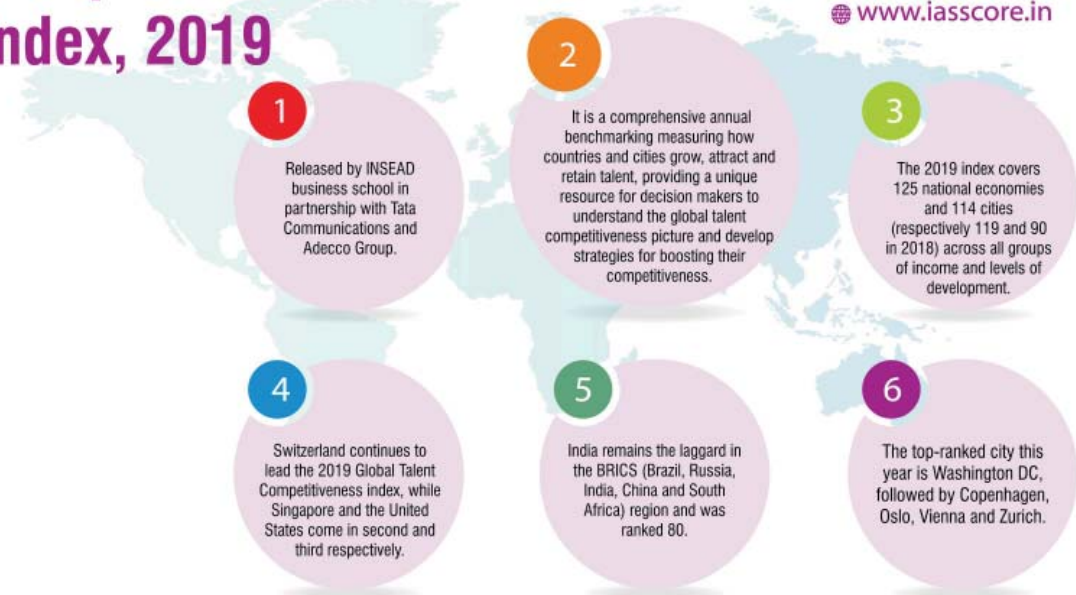 ndex, 2019
www.iasscore.in
1
Released by INSEAD
business school in
partnership with Tata
Communications and
Adecco Group.
2
It is a comprehensive annual
benchmarking measuring how
countries and cities grow, attract and
retain talent, providing a unique
resource for decision makers to
understand the global talent
competitiveness picture and develop
strategies for boosting their
competitiveness.
3
The 2019 index covers
125 national economies
and 114 cities
(respectively 119 and 90
in 2018) across all groups
of income and levels of
development.
4
Switzerland continues to
lead the 2019 Global Talent
Competitiveness index, while
Singapore and the United
States come in second and
third respectively.
5
India remains the laggard in
the BRICS (Brazil, Russia,
India, China and South
Africa) region and was
ranked 80.
6
The top-ranked city this
year is Washington DC,
followed by Copenhagen,
Oslo, Vienna and Zurich.